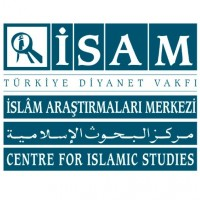 İSAM
TÜRKİYE DİYANET VAKFI
İSLÂM ARAŞTIRMALARI MERKEZİ
مركز البحوث الإسلامية
CENTRE FOR ISLAMIC STUDIES